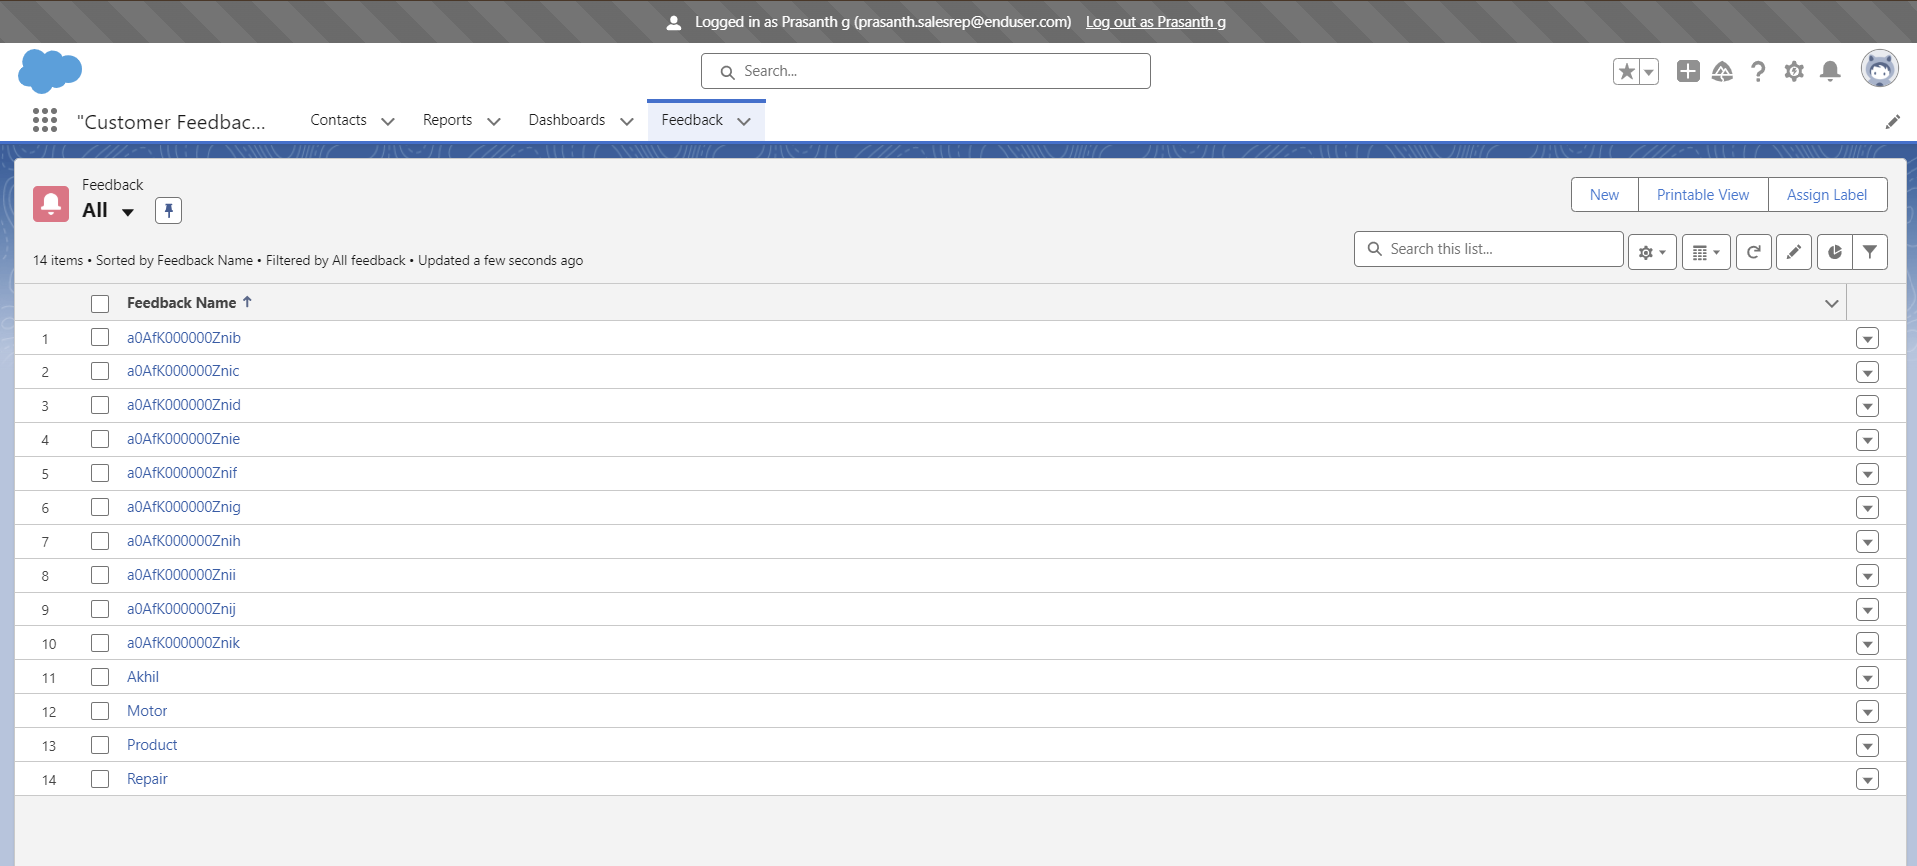 Logged in as Prasanth g (prasanth.salesrep@enduser.com) Log out as Prasanth g
Search...
"Customer Feedbac... Contacts Reports Dashboards Feedback
Feedback
All
New Printable View Assign Label
Search this list...
14 items • Sorted by Feedback Name • Filtered by All feedback • Updated a few seconds ago
Feedback Name
1 a0AfK000000Znib
2 a0AfK000000Znic
3 a0AfK000000Znid
4 a0AfK000000Znie
5 a0AfK000000Znif
6 a0AfK000000Znig
7 a0AfK000000Znih
8 a0AfK000000Znii
9 a0AfK000000Znij
10 a0AfK000000Znik
11 Akhil
12 Motor
13 Product
14 Repair